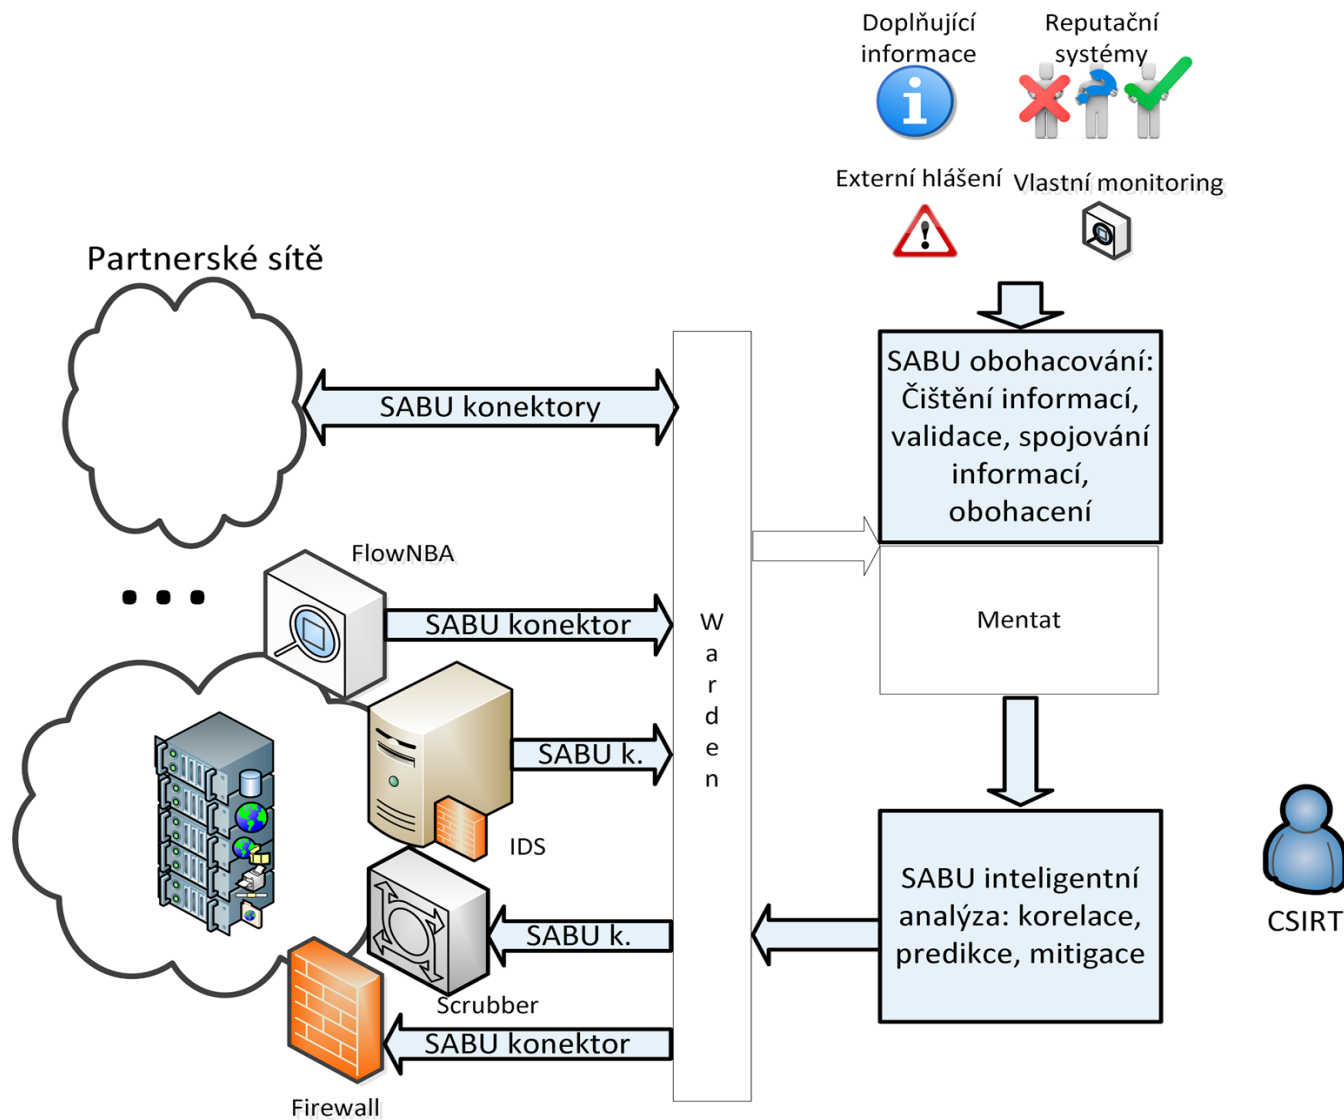 Doplňující
informace
Reputační
systémy
Externí hlášení
Vlastní monitoring
Partnerské sítě
SABU konektory
SABU obohacování:
Čištění informací,
validace, spojování
informací,
obohacení
FlowNBA
SABU konektor
Warden
Mentat
SABU k.
IDS
SABU inteligentní
analýza: korelace,
predikce, mitigace
CSIRT
SABU k.
Scrubber
SABU konektor
Firewall